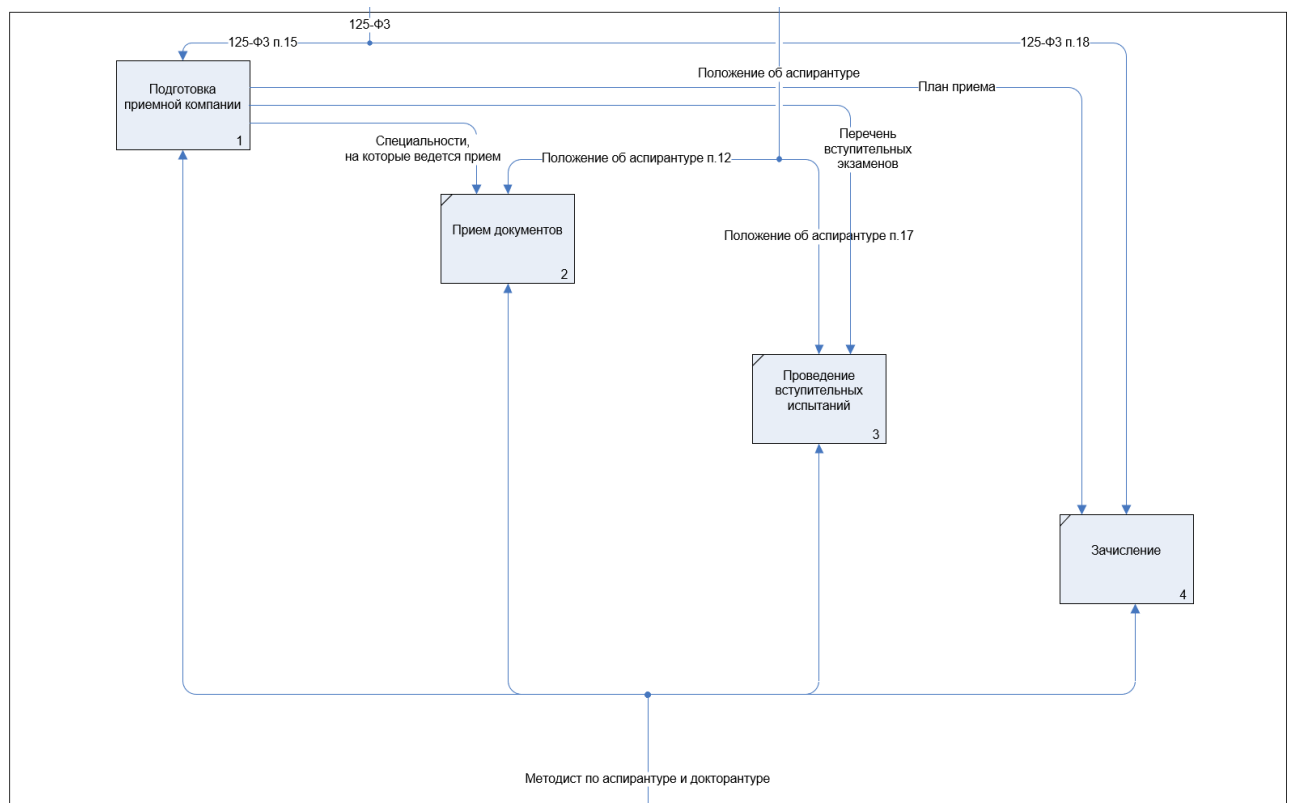 125-ФЗ
125-ФЗ п.15
125-ФЗ п.18
Положение об аспирантуре
План приема
Подготовка
приемной компании
1
Специальности,
на которые ведется прием
Перечень
вступительных
экзаменов
Положение об аспирантуре п.12
Прием документов
2
Положение об аспирантуре п.17
Проведение
вступительных
испытаний
3
Зачисление
4
Методист по аспирантуре и докторантуре